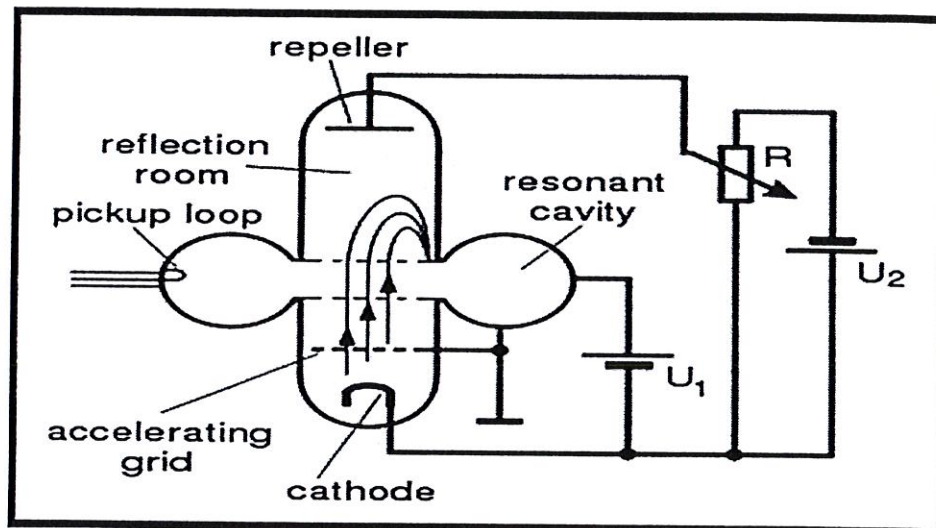 repeller
reflection
room
pickup loop
resonant
cavity
R
U2
U1
accelerating
grid
cathode